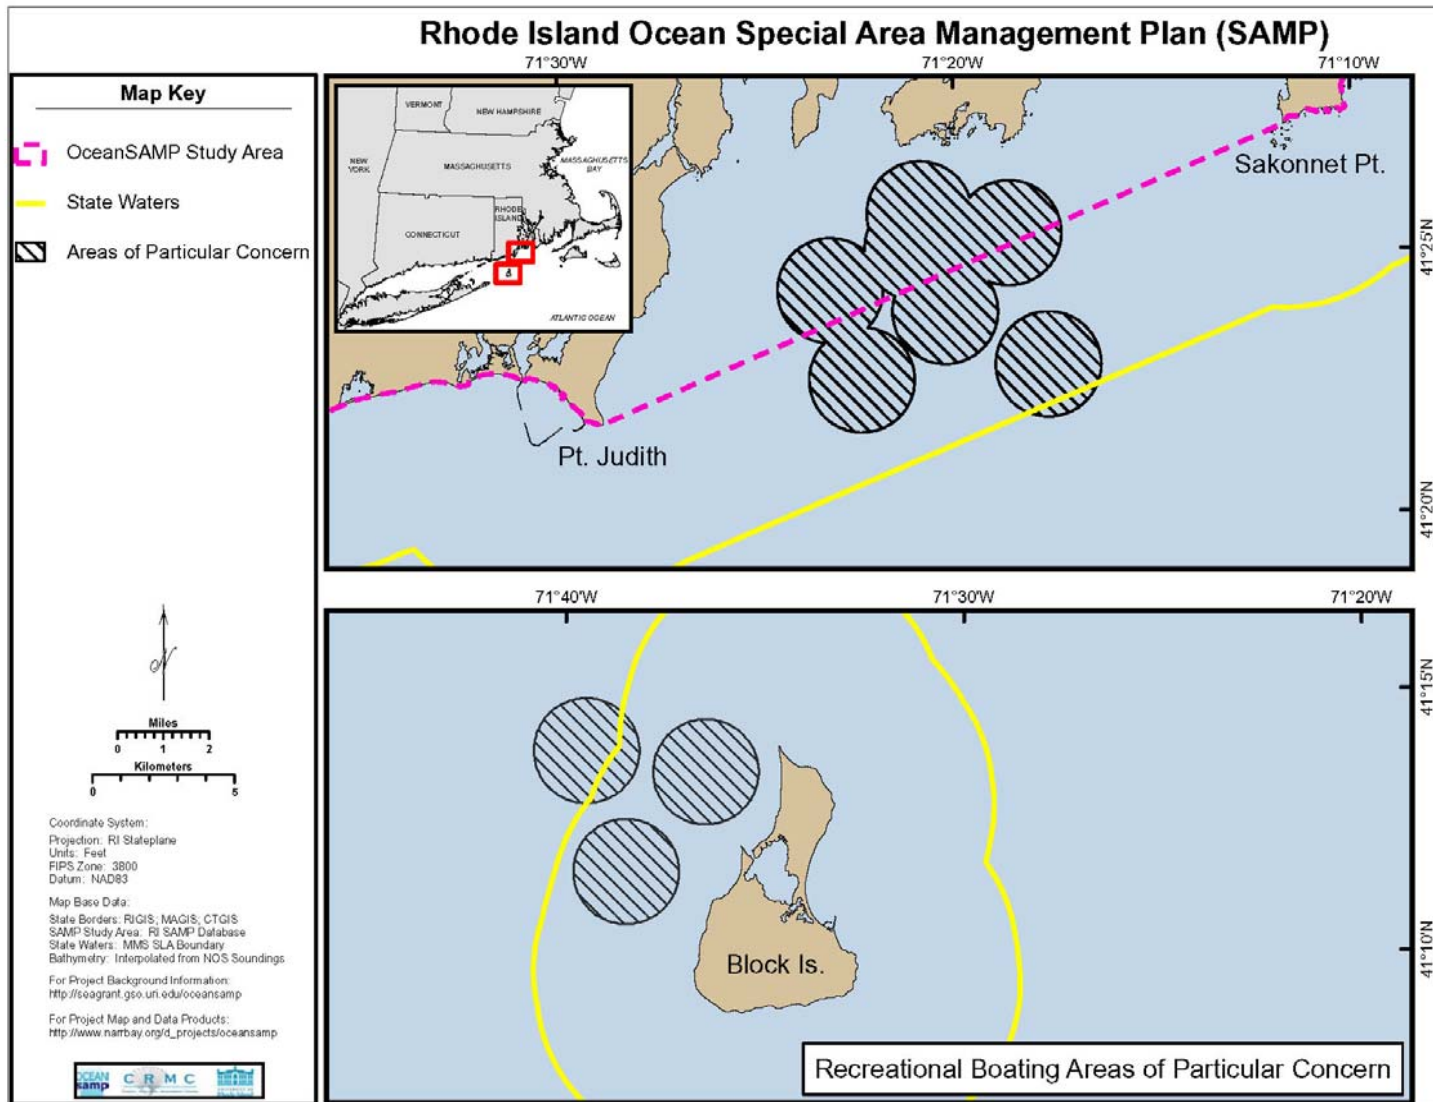 Rhode Island Ocean Special Area Management Plan (SAMP)
Map Key
OceanSAMP Study Area
State Waters
Areas of Particular Concern
Miles
0 1 2
Kilometers
0 5
Coordinate System:
Projection: RI Stateplane
Units: Feet
FIPS Zone: 3800
Datum: NAD83
Map Base Data:
State Borders: RIGIS; MAGIS; CTGIS
SAMP Study Area: RI SAMP Database
State Waters: MMS SLA Boundary
Bathymetry: Interpolated from NOS Soundings
For Project Background Information:
http://seagrant.gso.uri.edu/oceansamp
For Project Map and Data Products:
http://www.narrbay.org/d_projects/oceansamp
OCEAN
samp
CRMC
71°30'W
71°20'W
71°10'W
VERMONT
NEW HAMPSHIRE
NEW
YORK
MASSACHUSETTS
MASSACHUSETTS
BAY
RHODE
ISLAND
CONNECTICUT
ATLANTIC OCEAN
Sakonnet Pt.
Pt. Judith
41°25'N
41°20'N
71°40'W
71°30'W
71°20'W
41°15'N
41°10'N
Block Is.
Recreational Boating Areas of Particular Concern